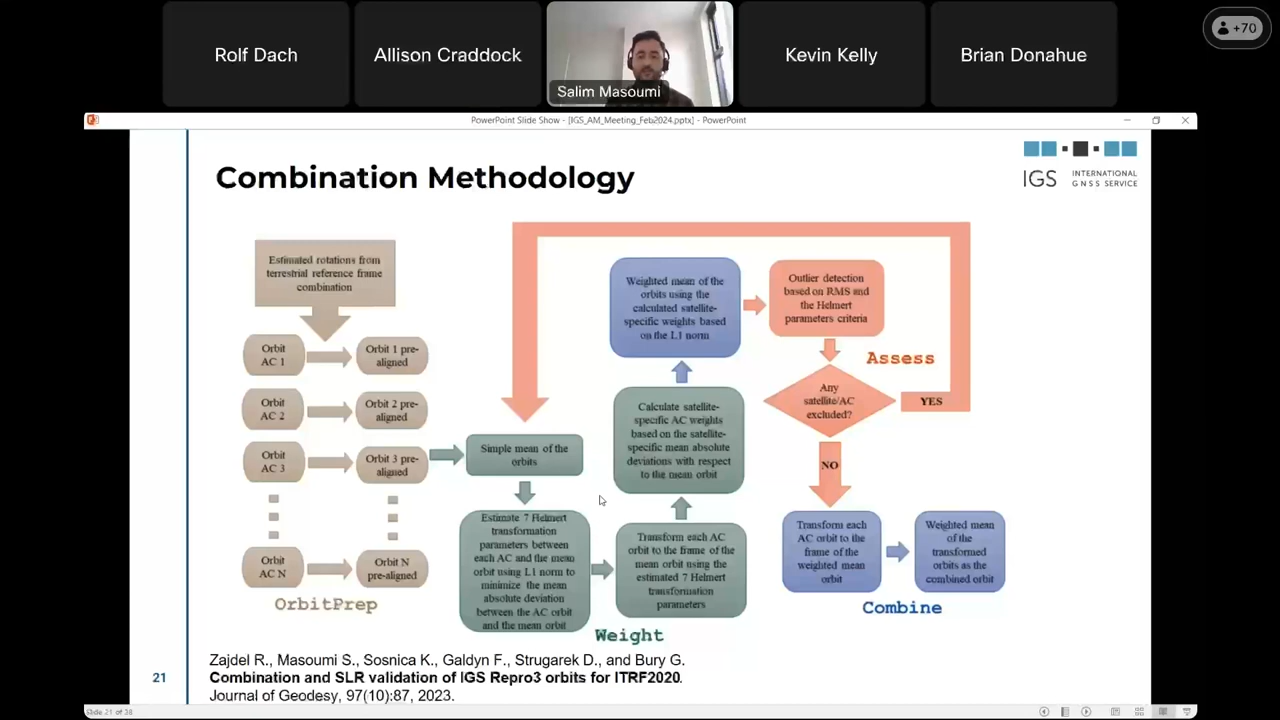 Rolf Dach
Allison Craddock
Salim Masoumi
Kevin Kelly
Brian Donahue
+70
PowerPoint Slide Show - [IGS_AM_Meeting_Feb2024.pptx] - PowerPoint
Combination Methodology
IGS
INTERNATIONAL
GNSS SERVICE
Estimated rotations from
terrestrial reference frame
combination
Orbit
AC 1
Orbit 1 pre-
aligned
Orbit
AC 2
Orbit 2 pre-
aligned
Orbit
AC 3
Orbit 3 pre-
aligned
Orbit
AC N
Orbit N
pre-aligned
OrbitPrep
Simple mean of the
orbits
Estimate 7 Helmert
transformation
parameters between
each AC and the mean
orbit using L1 norm to
minimize the mean
absolute deviation
between the AC orbit
and the mean orbit
Transform each AC
orbit to the frame of the
mean orbit using the
estimated 7 Helmert
transformation
parameters
Weight
Calculate satellite-
specific AC weights
based on the satellite-
specific mean absolute
deviations with respect
to the mean orbit
Weighted mean of the
orbits using the
calculated satellite-
specific weights based
on the L1 norm
Outlier detection
based on RMS and
the Helmert
parameters criteria
Assess
Any
satellite/AC
excluded?
YES
NO
Transform each
AC orbit to the
frame of the
weighted mean
orbit
Weighted mean
of the
transformed
orbits as the
combined orbit
Combine
Zajdel R., Masoumi S., Sosnica K., Galdyn F., Strugarek D., and Bury G.
Combination and SLR validation of IGS Repro3 orbits for ITRF2020.
Journal of Geodesy, 97(10):87, 2023.
21
Slide 21 of 38